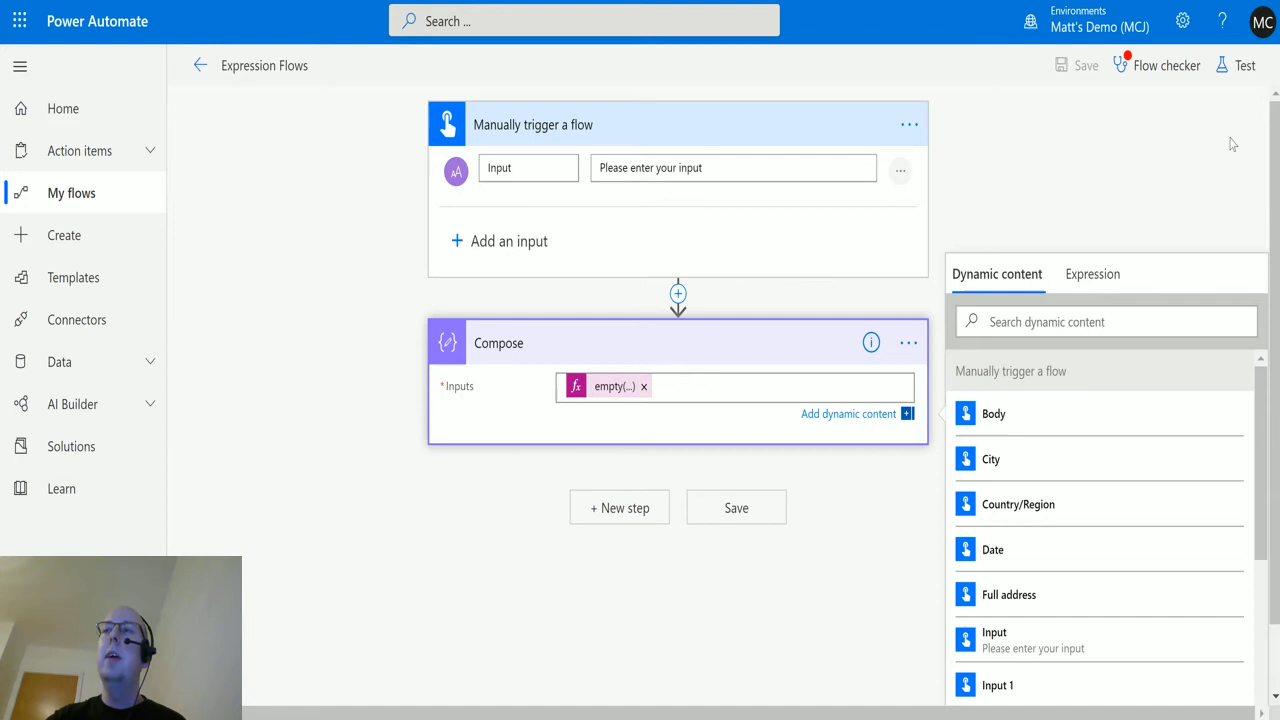 Power Automate
Search ...
Environments
Matt's Demo (MCJ)
?
MC
Expression Flows
Save
Flow checker
Test
Home
Action items
My flows
Create
Templates
Connectors
Data
AI Builder
Solutions
Learn
Manually trigger a flow
...
AA
Input
Please enter your input
...
+ Add an input
+
{ }
Compose
i
...
*Inputs
fx empty(...) x
Add dynamic content +
+ New step
Save
Dynamic content
Expression
Search dynamic content
Manually trigger a flow
Body
City
Country/Region
Date
Full address
Input
Please enter your input
Input 1